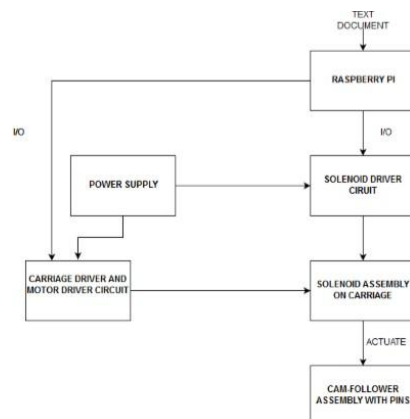 TEXT
DOCUMENT
RASPBERRY PI
I/O
I/O
POWER SUPPLY
SOLENOID DRIVER
CIRUIT
CARRIAGE DRIVER AND
MOTOR DRIVER CIRCUIT
SOLENOID ASSEMBLY
ON CARRIAGE
ACTUATE
CAM-FOLLOWER
ASSEMBLY WITH PINS